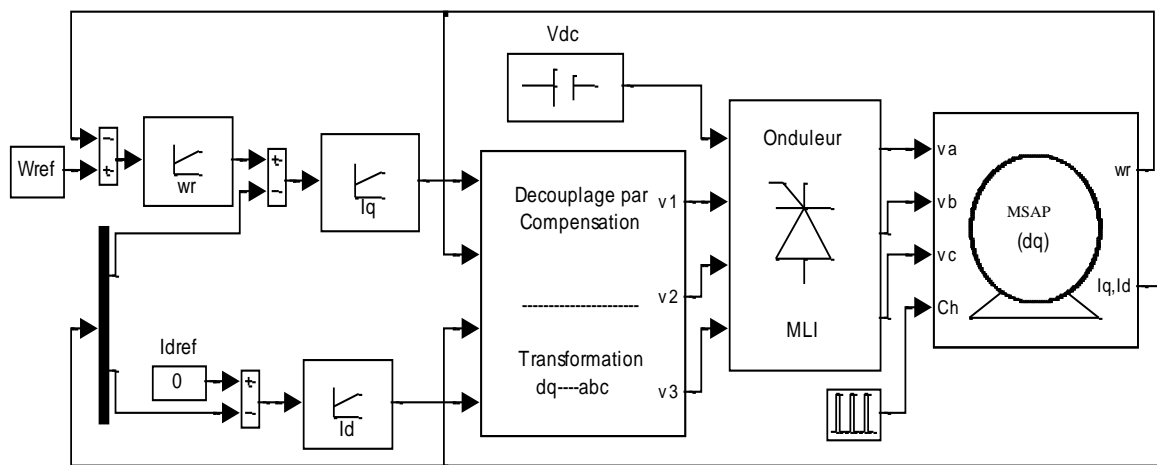 Vdc
Wref
-
+
wr
+
-
Iq
Decouplage par
Compensation
-----------------------
Transformation
dq----abc
v1
v2
v3
Onduleur
MLI
va
vb
vc
Ch
MSAP
(dq)
wr
Iq,Id
Idref
0
+
-
Id